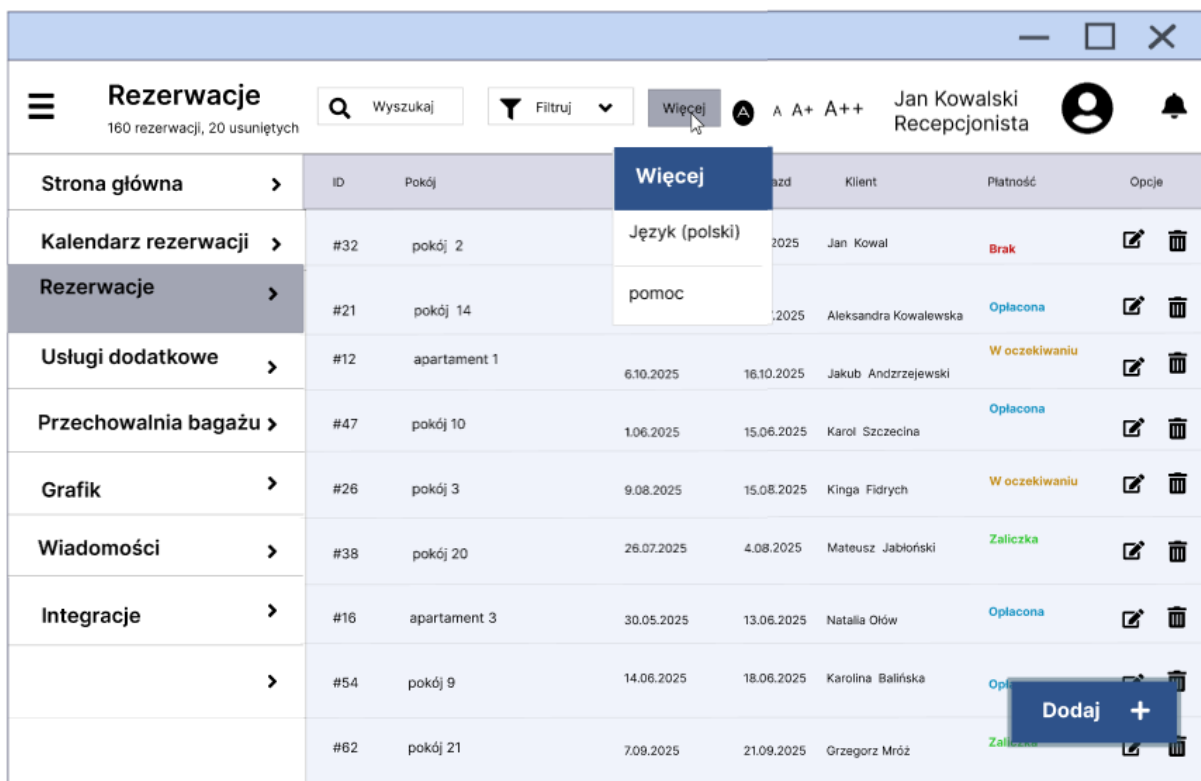 Rezerwacje
160 rezerwacji, 20 usuniętych
Wyszukaj
Filtruj
Więcej
A
A A+ A++
Jan Kowalski
Recepcjonista
Strona główna
Kalendarz rezerwacji
Rezerwacje
Usługi dodatkowe
Przechowalnia bagażu
Grafik
Wiadomości
Integracje
Więcej
Język (polski)
pomoc
ID Pokój Klient Płatność Opcje
#32 pokój 2 2025 Jan Kowal Brak
#21 pokój 14 .2025 Aleksandra Kowalewska Opłacona
#12 apartament 1 6.10.2025 16.10.2025 Jakub Andzrzejewski W oczekiwaniu
#47 pokój 10 1.06.2025 15.06.2025 Karol Szczecina Opłacona
#26 pokój 3 9.08.2025 15.08.2025 Kinga Fidrych W oczekiwaniu
#38 pokój 20 26.07.2025 4.08.2025 Mateusz Jabłoński Zaliczka
#16 apartament 3 30.05.2025 13.06.2025 Natalia Ołów Opłacona
#54 pokój 9 14.06.2025 18.06.2025 Karolina Balińska
#62 pokój 21 7.09.2025 21.09.2025 Grzegorz Mróż Zaliczka
Dodaj +